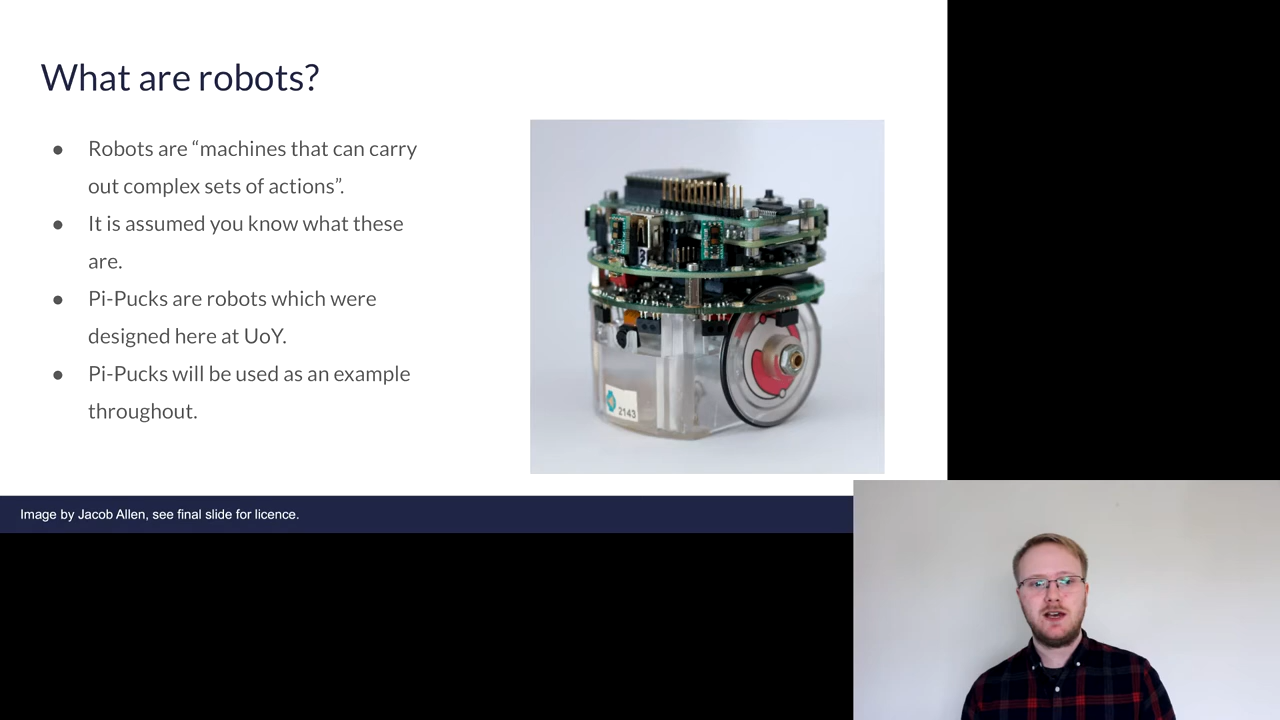 What are robots?
● Robots are “machines that can carry
out complex sets of actions”.
● It is assumed you know what these
are.
● Pi-Pucks are robots which were
designed here at UoY.
● Pi-Pucks will be used as an example
throughout.
2143
Image by Jacob Allen, see final slide for licence.